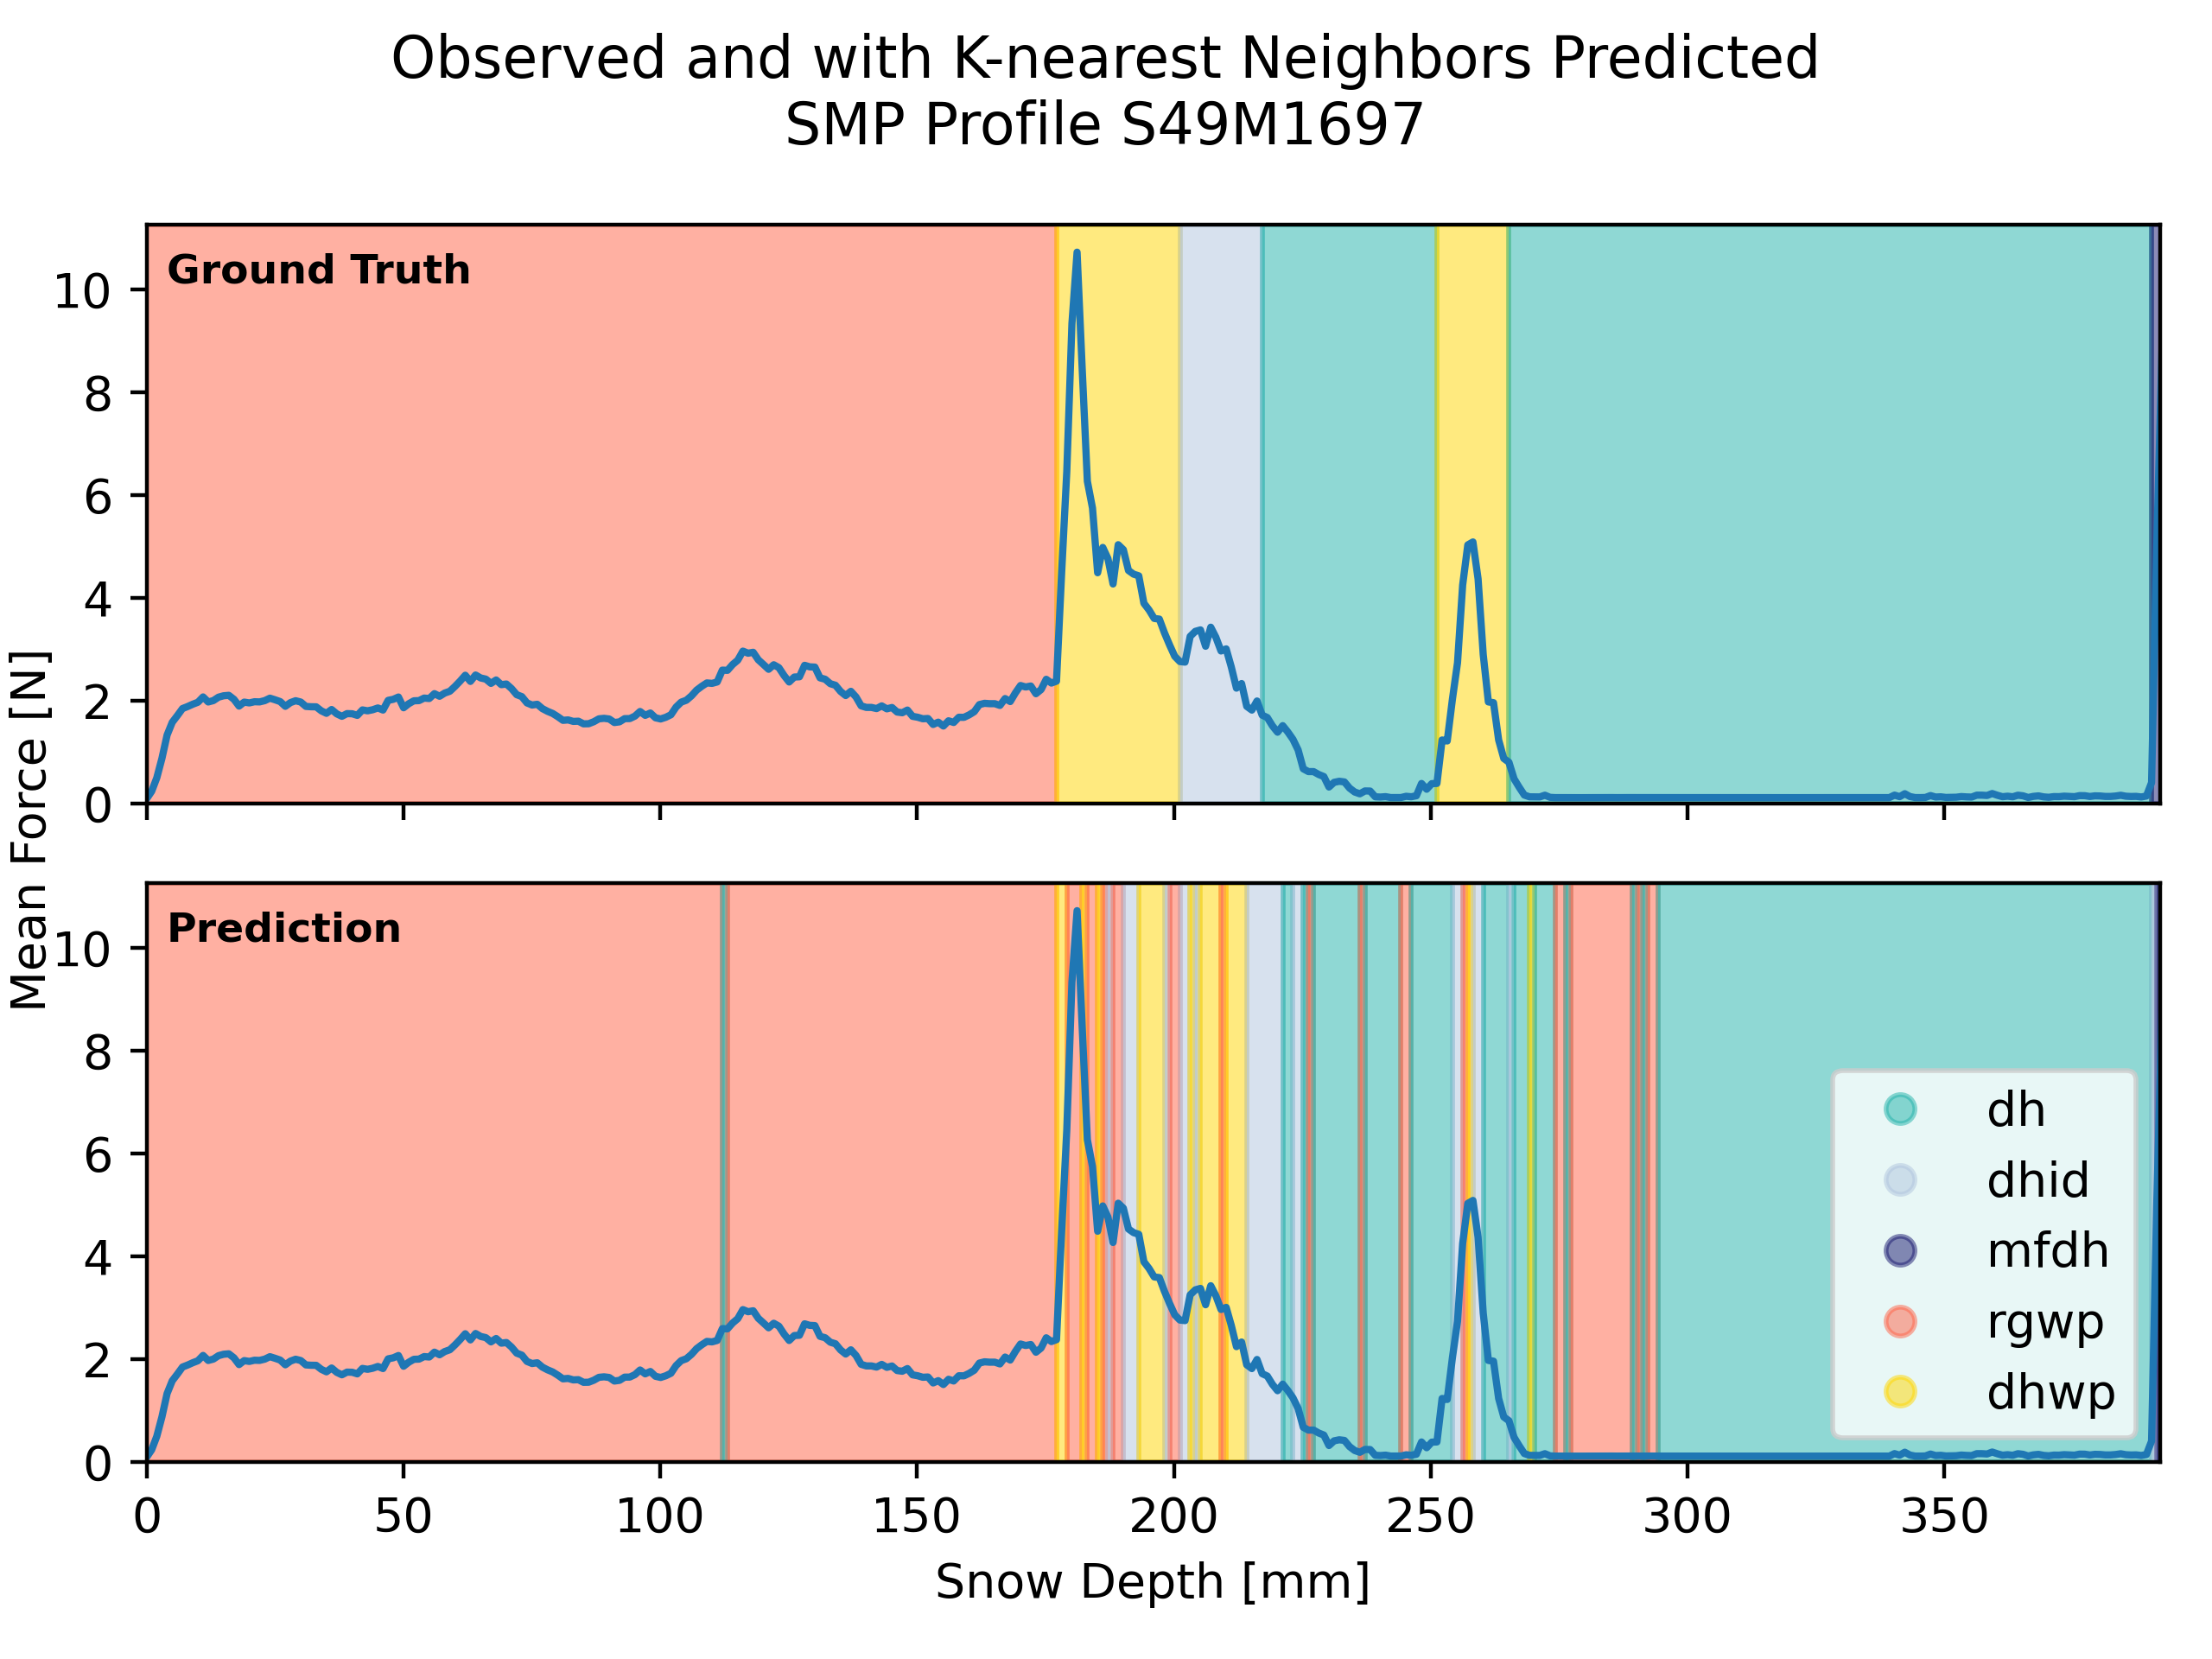 Observed and with K-nearest Neighbors Predicted
SMP Profile S49M1697
Mean Force [N]
Ground Truth
10
8
6
4
2
0
Prediction
10
8
6
4
2
0
dh
dhid
mfdh
rgwp
dhwp
0 50 100 150 200 250 300 350
Snow Depth [mm]